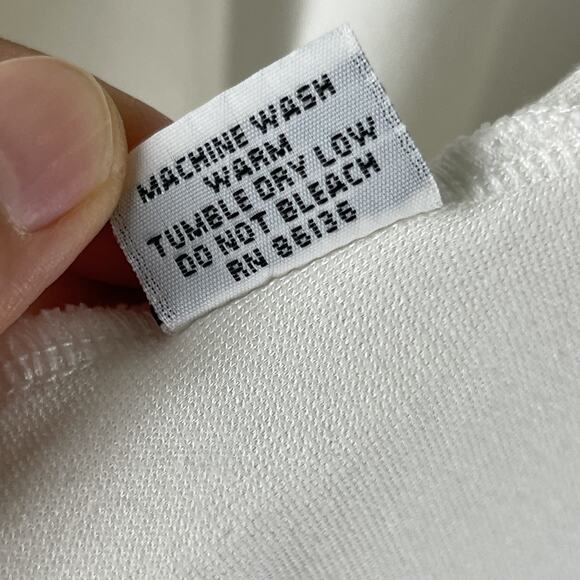 MACHINE WASH
WARM
TUMBLE DRY LOW
DO NOT BLEACH
RN 86136